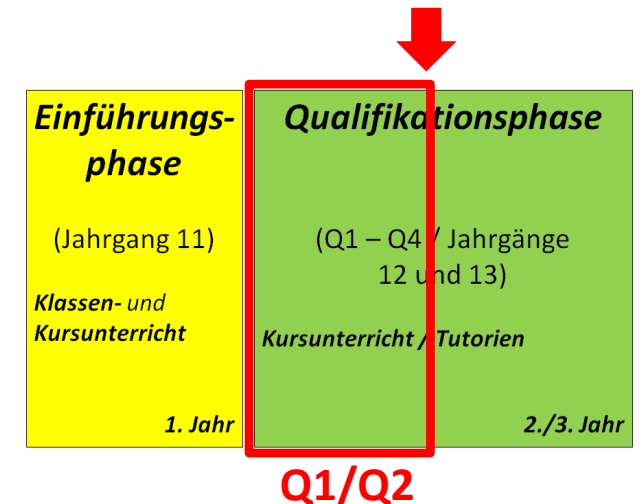 Einführungs-
phase
(Jahrgang 11)
Klassen- und
Kursunterricht
1. Jahr
Qualifikationsphase
(Q1 – Q4 / Jahrgänge
12 und 13)
Kursunterricht / Tutorien
2./3. Jahr
Q1/Q2